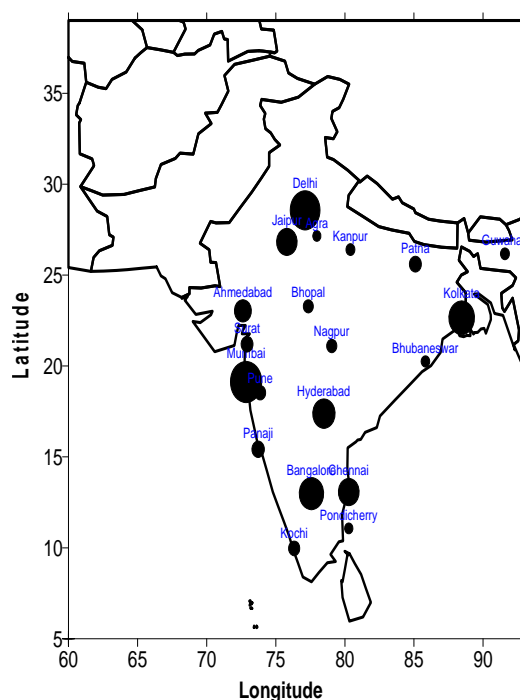 35
30
25
20
15
10
5
Latitude
Delhi
Jaipur
Agra
Kanpur
Patna
Guwaha
Ahmedabad
Bhopal
Kolkata
Surat
Nagpur
Mumbai
Bhubaneswar
Pune
Hyderabad
Panaji
Bangalore
Chennai
Pondicherry
Kochi
60 65 70 75 80 85 90
Longitude